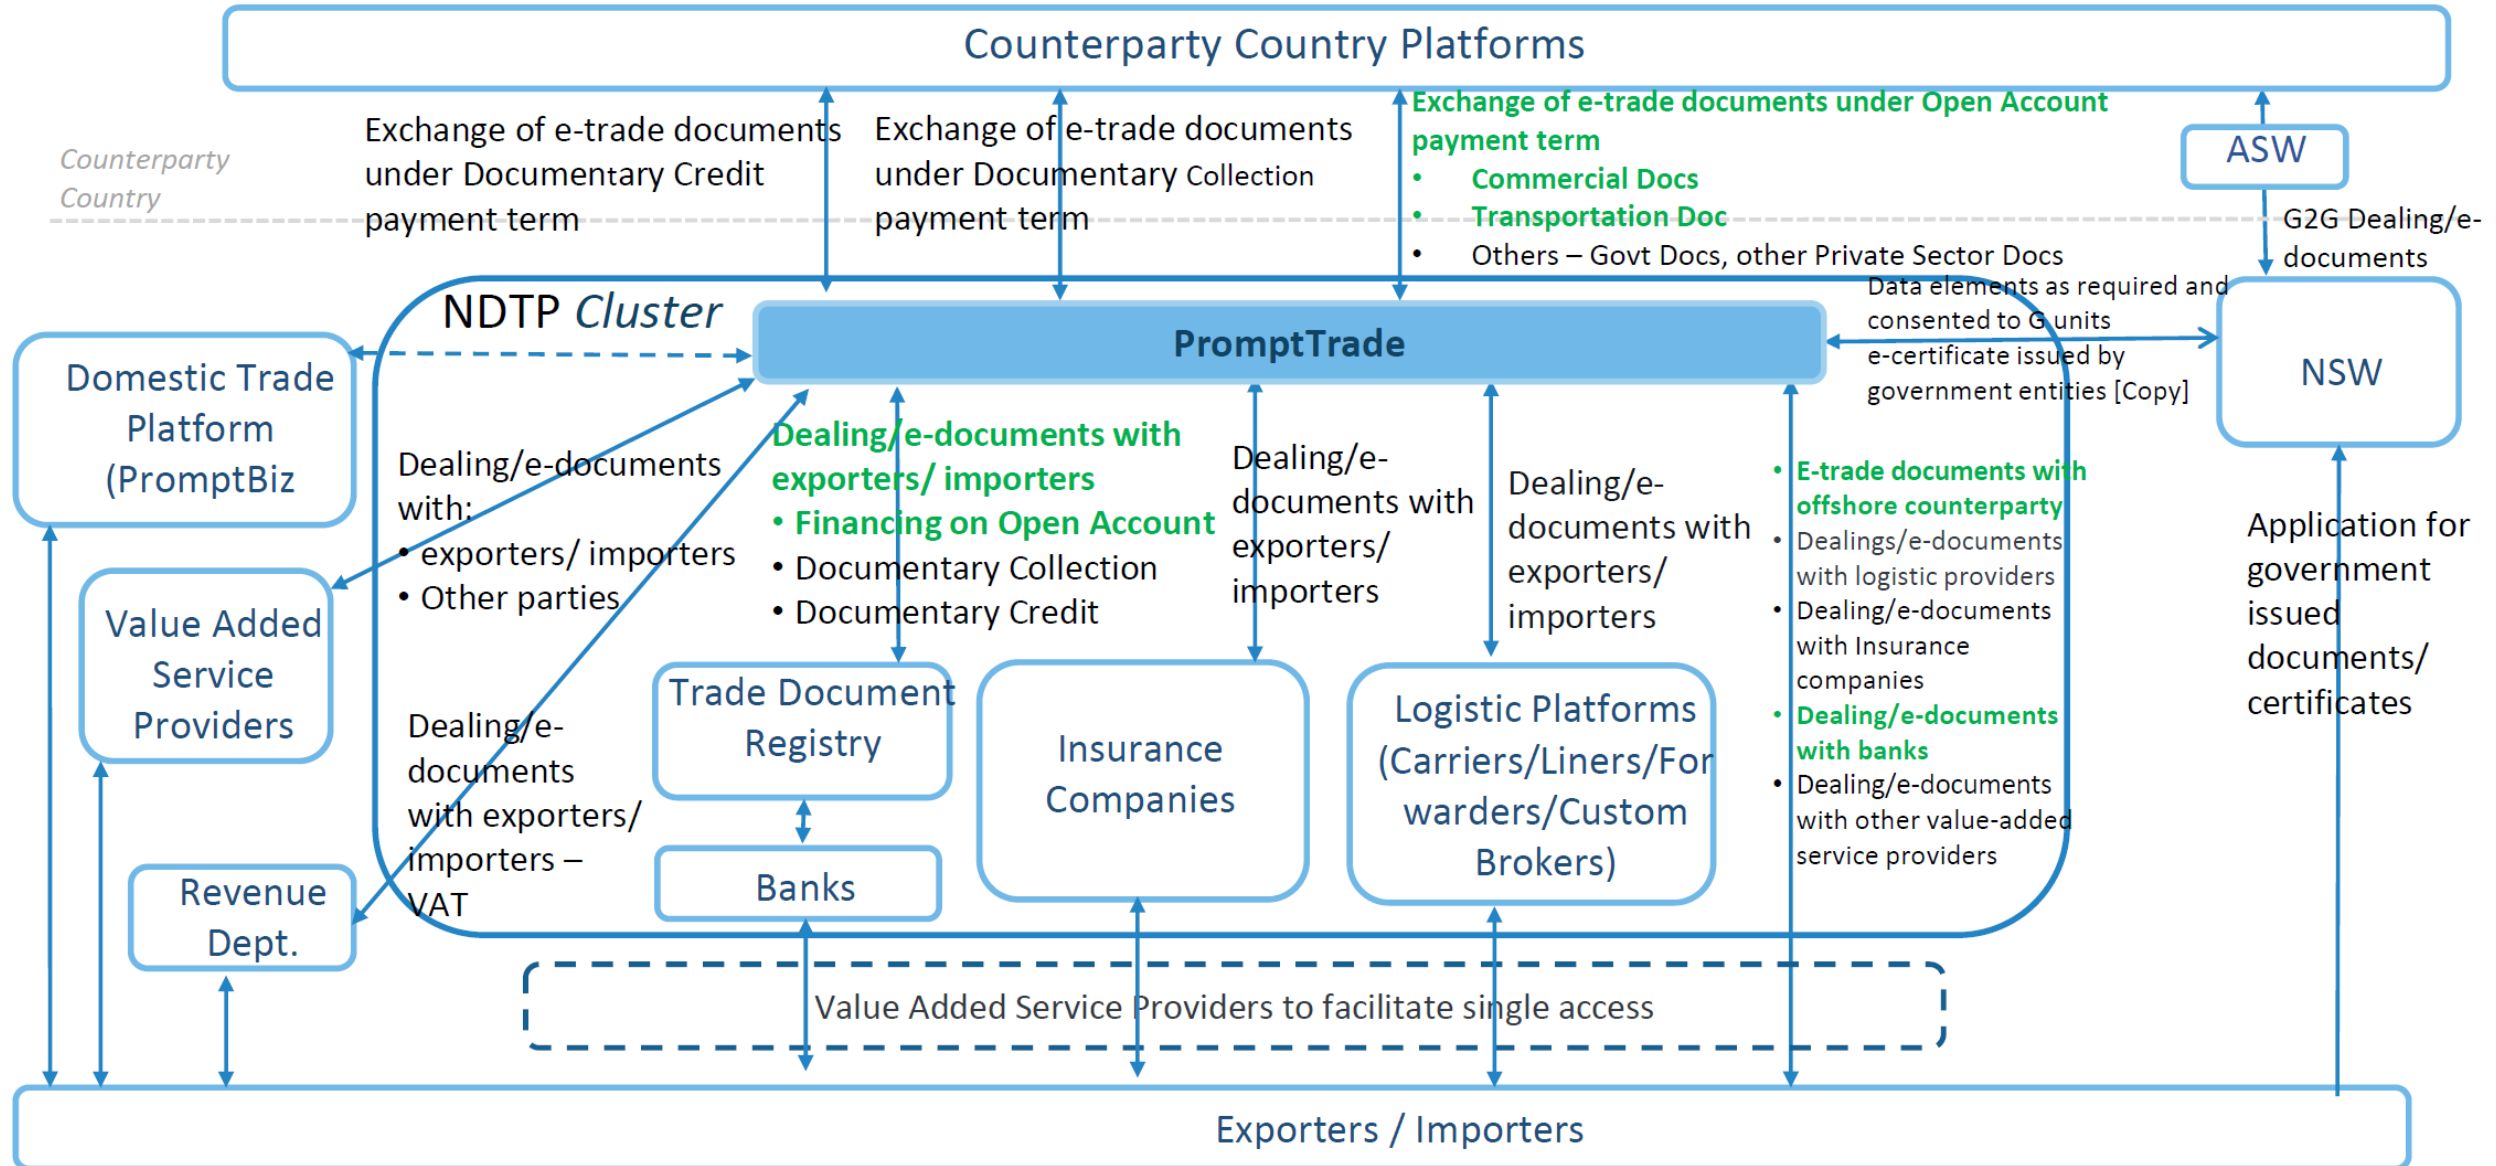 Counterparty Country Platforms
Exchange of e-trade documents
under Documentary Credit
payment term
Exchange of e-trade documents
under Documentary Collection
payment term
Exchange of e-trade documents under Open Account
payment term
• Commercial Docs
• Transportation Doc
• Others – Govt Docs, other Private Sector Docs
ASW
Counterparty
Country
G2G Dealing/e-
documents
NDTP Cluster
PromptTrade
Data elements as required and
consented to G units
e-certificate issued by
government entities [Copy]
NSW
Domestic Trade
Platform
(PromptBiz
Dealing/e-documents
with:
• exporters/ importers
• Other parties
Dealing/e-documents with
exporters/ importers
• Financing on Open Account
• Documentary Collection
• Documentary Credit
Dealing/e-
documents with
exporters/
importers
Dealing/e-
documents with
exporters/
importers
• E-trade documents with
offshore counterparty
• Dealings/e-documents
with logistic providers
• Dealing/e-documents
with Insurance
companies
• Dealing/e-documents
with banks
• Dealing/e-documents
with other value-added
service providers
Application for
government
issued
documents/
certificates
Value Added
Service
Providers
Dealing/e-
documents
with exporters/
importers –
VAT
Trade Document
Registry
Insurance
Companies
Logistic Platforms
(Carriers/Liners/For
warders/Custom
Brokers)
Banks
Revenue
Dept.
Value Added Service Providers to facilitate single access
Exporters / Importers